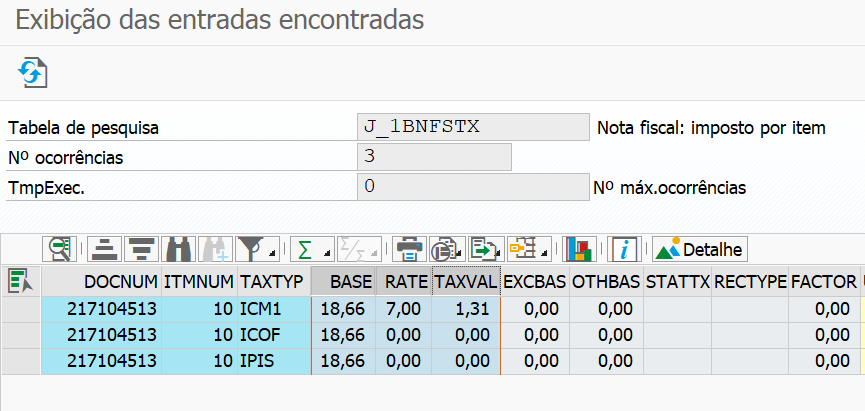 Exibição das entradas encontradas
Tabela de pesquisa J_1BNFSTX Nota fiscal: imposto por item
Nº ocorrências 3
TmpExec. 0 Nº máx.ocorrências
Detalhe
DOCNUM ITMNUM TAXTYP BASE RATE TAXVAL EXCBAS OTHBAS STATTX RECTYPE FACTOR
217104513 10 ICM1 18,66 7,00 1,31 0,00 0,00 0,00
217104513 10 ICOF 18,66 0,00 0,00 0,00 0,00 0,00
217104513 10 IPIS 18,66 0,00 0,00 0,00 0,00 0,00